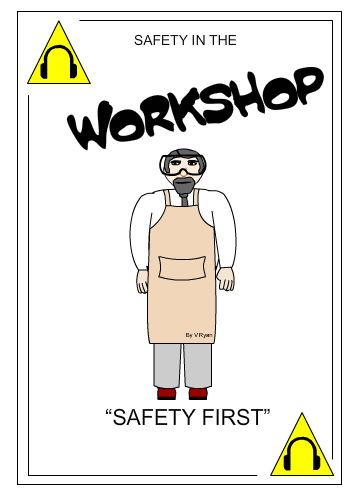 SAFETY IN THE
WORKSHOP
By V.Ryan
“SAFETY FIRST”